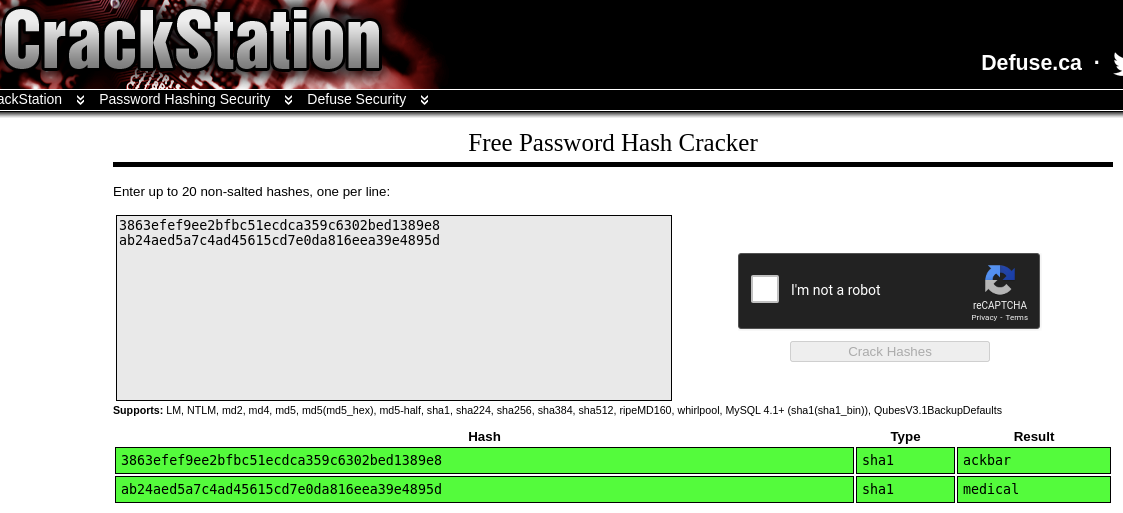 CrackStation
Defuse.ca ·
ackStation Password Hashing Security Defuse Security
Free Password Hash Cracker
Enter up to 20 non-salted hashes, one per line:
3863efef9ee2bfbc51ecdca359c6302bed1389e8
ab24aed5a7c4ad45615cd7e0da816eea39e4895d
I'm not a robot
reCAPTCHA
Privacy - Terms
Crack Hashes
Supports: LM, NTLM, md2, md4, md5, md5(md5_hex), md5-half, sha1, sha224, sha256, sha384, sha512, ripeMD160, whirlpool, MySQL 4.1+ (sha1(sha1_bin)), QubesV3.1BackupDefaults
Hash Type Result
3863efef9ee2bfbc51ecdca359c6302bed1389e8 sha1 ackbar
ab24aed5a7c4ad45615cd7e0da816eea39e4895d sha1 medical